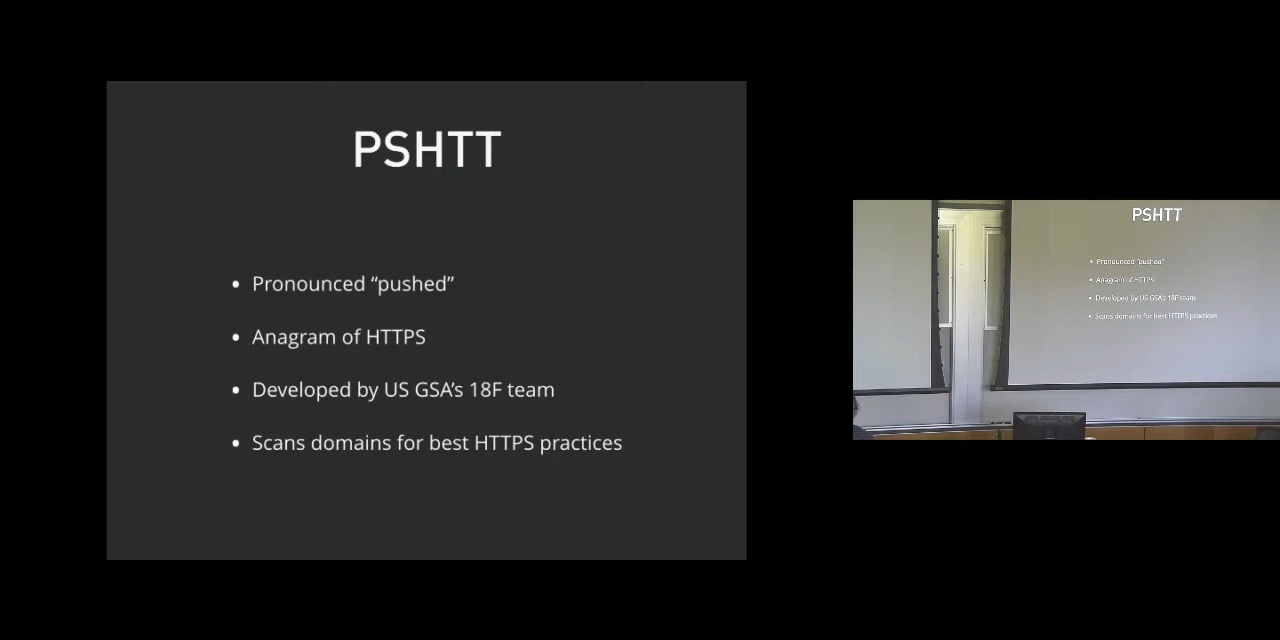 PSHTT
• Pronounced “pushed”
• Anagram of HTTPS
• Developed by US GSA’s 18F team
• Scans domains for best HTTPS practices
PSHTT
• Pronounced “pushed”
• Anagram of HTTPS
• Developed by US GSA’s 18F team
• Scans domains for best HTTPS practices